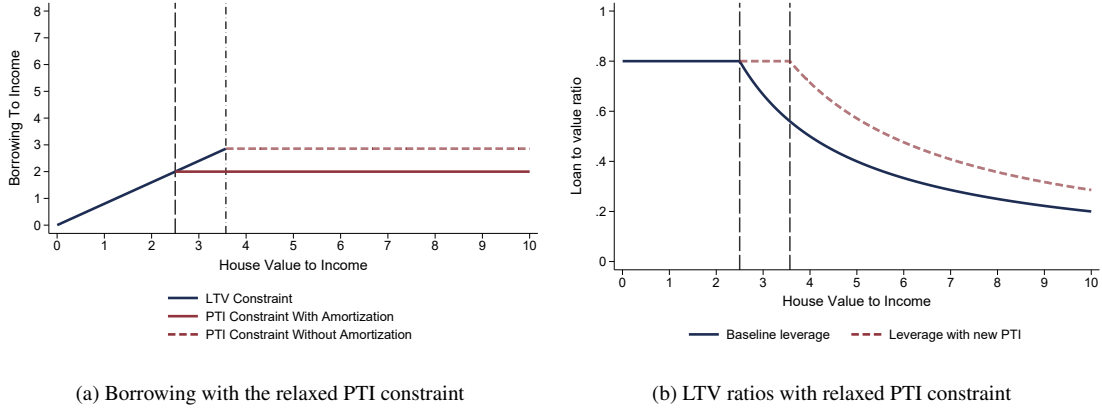 8
7
6
5
4
3
2
1
0
Borrowing To Income
0 1 2 3 4 5 6 7 8 9 10
House Value to Income
LTV Constraint
PTI Constraint With Amortization
PTI Constraint Without Amortization
(a) Borrowing with the relaxed PTI constraint
1
.8
.6
.4
.2
0
Loan to value ratio
0 1 2 3 4 5 6 7 8 9 10
House Value to Income
Baseline leverage Leverage with new PTI
(b) LTV ratios with relaxed PTI constraint